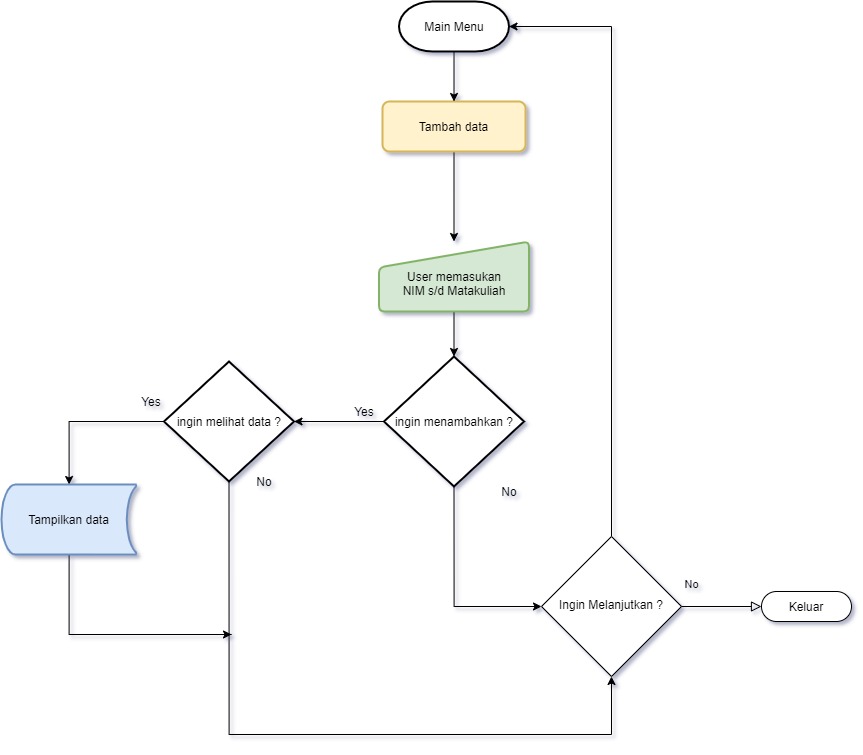 Main Menu
Tambah data
User memasukan
NIM s/d Matakuliah
Yes
ingin melihat data ?
Yes
ingin menambahkan ?
No
No
Tampilkan data
Ingin Melanjutkan ?
No
Keluar